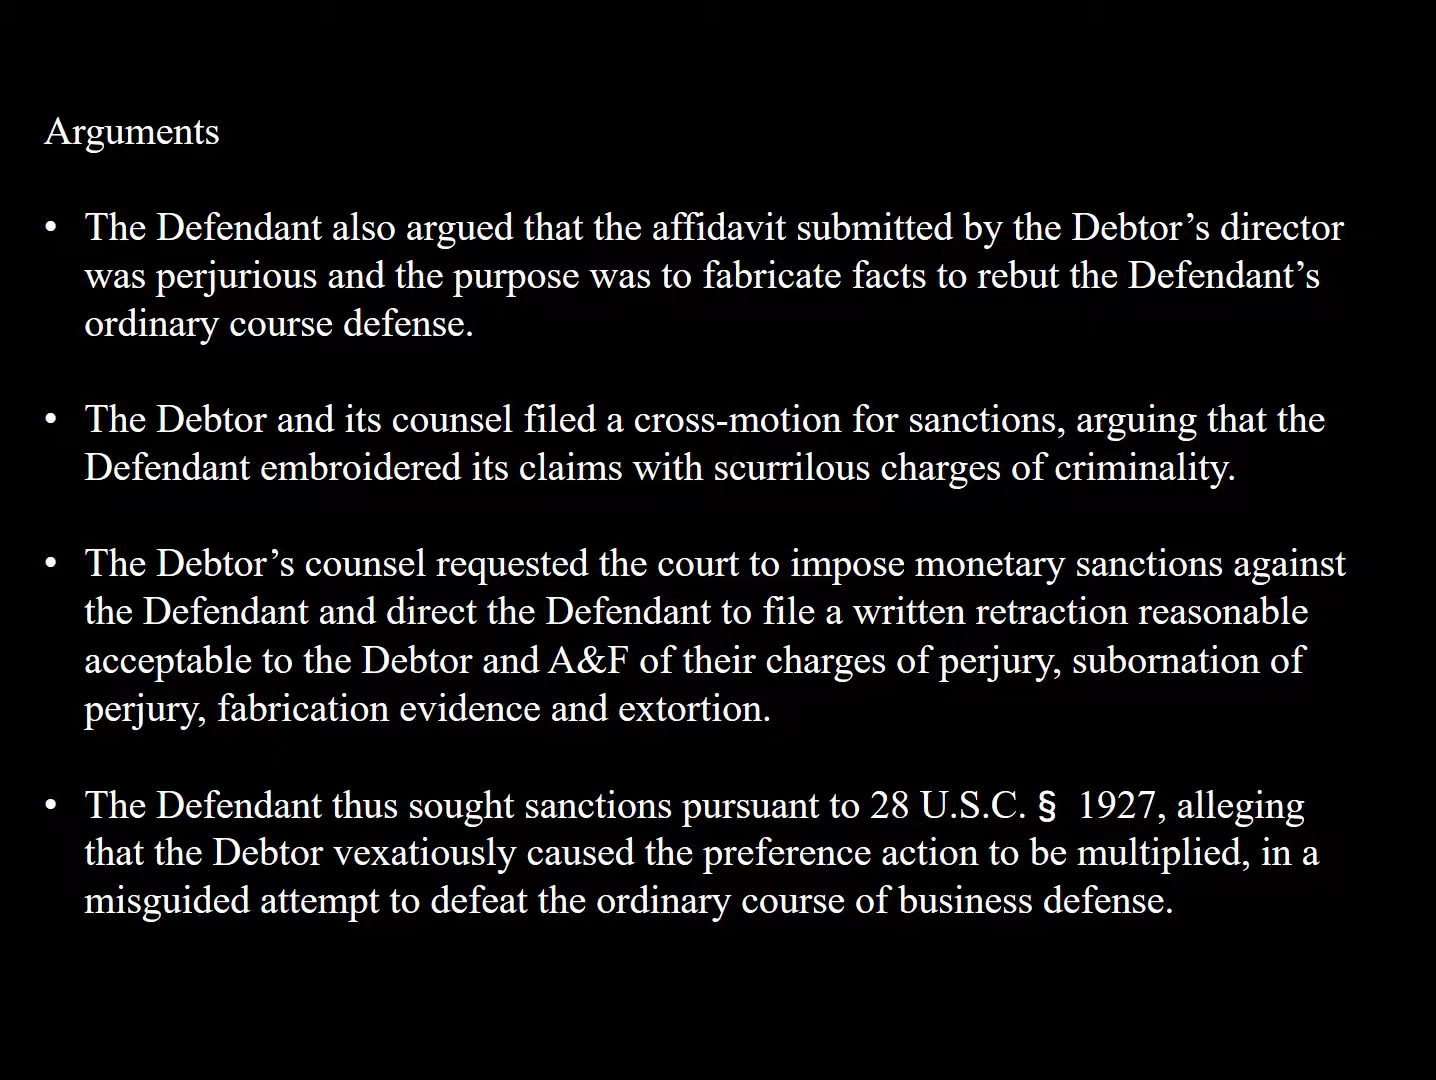 Arguments
• The Defendant also argued that the affidavit submitted by the Debtor’s director
was perjurious and the purpose was to fabricate facts to rebut the Defendant’s
ordinary course defense.
• The Debtor and its counsel filed a cross-motion for sanctions, arguing that the
Defendant embroidered its claims with scurrilous charges of criminality.
• The Debtor’s counsel requested the court to impose monetary sanctions against
the Defendant and direct the Defendant to file a written retraction reasonable
acceptable to the Debtor and A&F of their charges of perjury, subornation of
perjury, fabrication evidence and extortion.
• The Defendant thus sought sanctions pursuant to 28 U.S.C. § 1927, alleging
that the Debtor vexatiously caused the preference action to be multiplied, in a
misguided attempt to defeat the ordinary course of business defense.